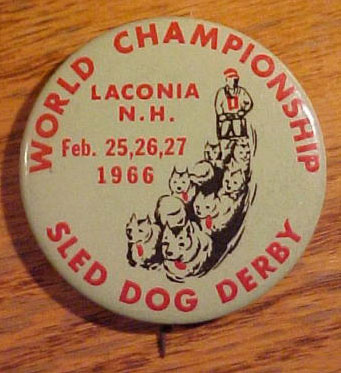 WORLD CHAMPIONSHIP
LACONIA
N.H.
Feb. 25,26,27
1966
SLED DOG DERBY